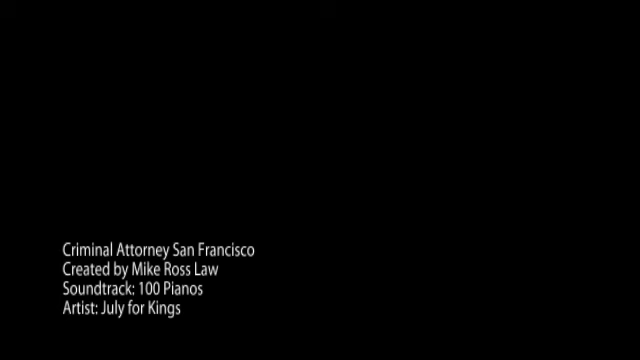 Criminal Attorney San Francisco
Created by Mike Ross Law
Soundtrack: 100 Pianos
Artist: July for Kings